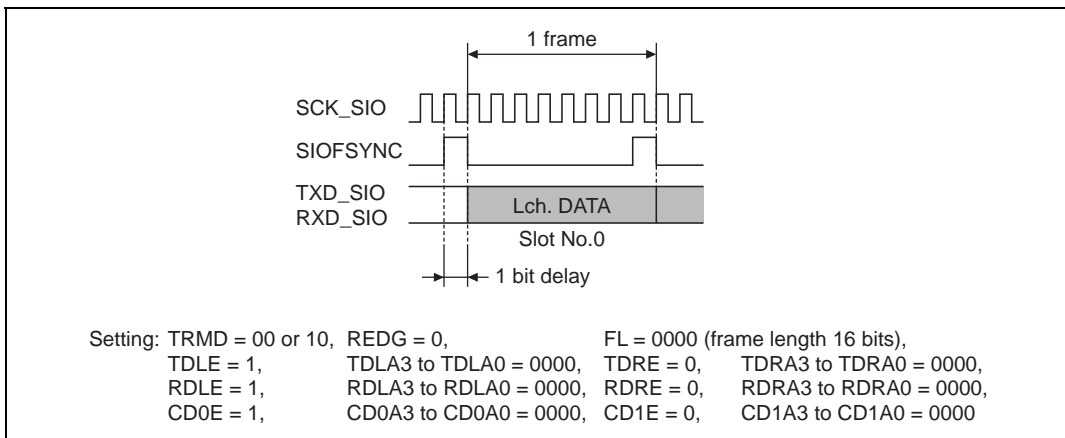 1 frame
SCK_SIO
SIOFSYNC
TXD_SIO
RXD_SIO
Lch. DATA
Slot No.0
1 bit delay
Setting: TRMD = 00 or 10, REDG = 0, FL = 0000 (frame length 16 bits),
TDLE = 1, TDLA3 to TDLA0 = 0000, TDRE = 0, TDRA3 to TDRA0 = 0000,
RDLE = 1, RDLA3 to RDLA0 = 0000, RDRE = 0, RDRA3 to RDRA0 = 0000,
CD0E = 1, CD0A3 to CD0A0 = 0000, CD1E = 0, CD1A3 to CD1A0 = 0000